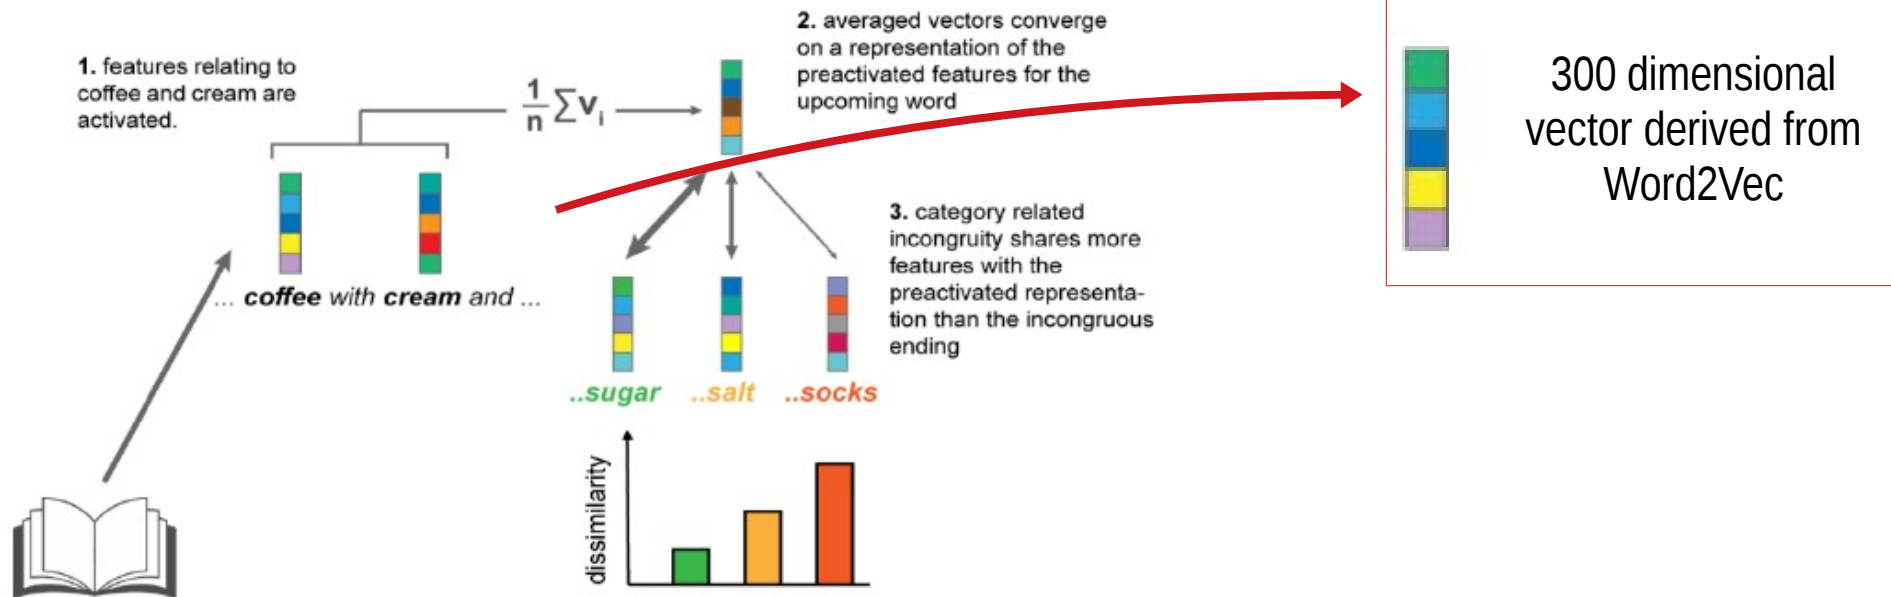 1. features relating to
coffee and cream are
activated.
1
n
∑vi
2. averaged vectors converge
on a representation of the
preactivated features for the
upcoming word
300 dimensional
vector derived from
Word2Vec
... coffee with cream and ...
3. category related
incongruity shares more
features with the
preactivated representa-
tion than the incongruous
ending
..sugar ..salt ..socks
dissimilarity